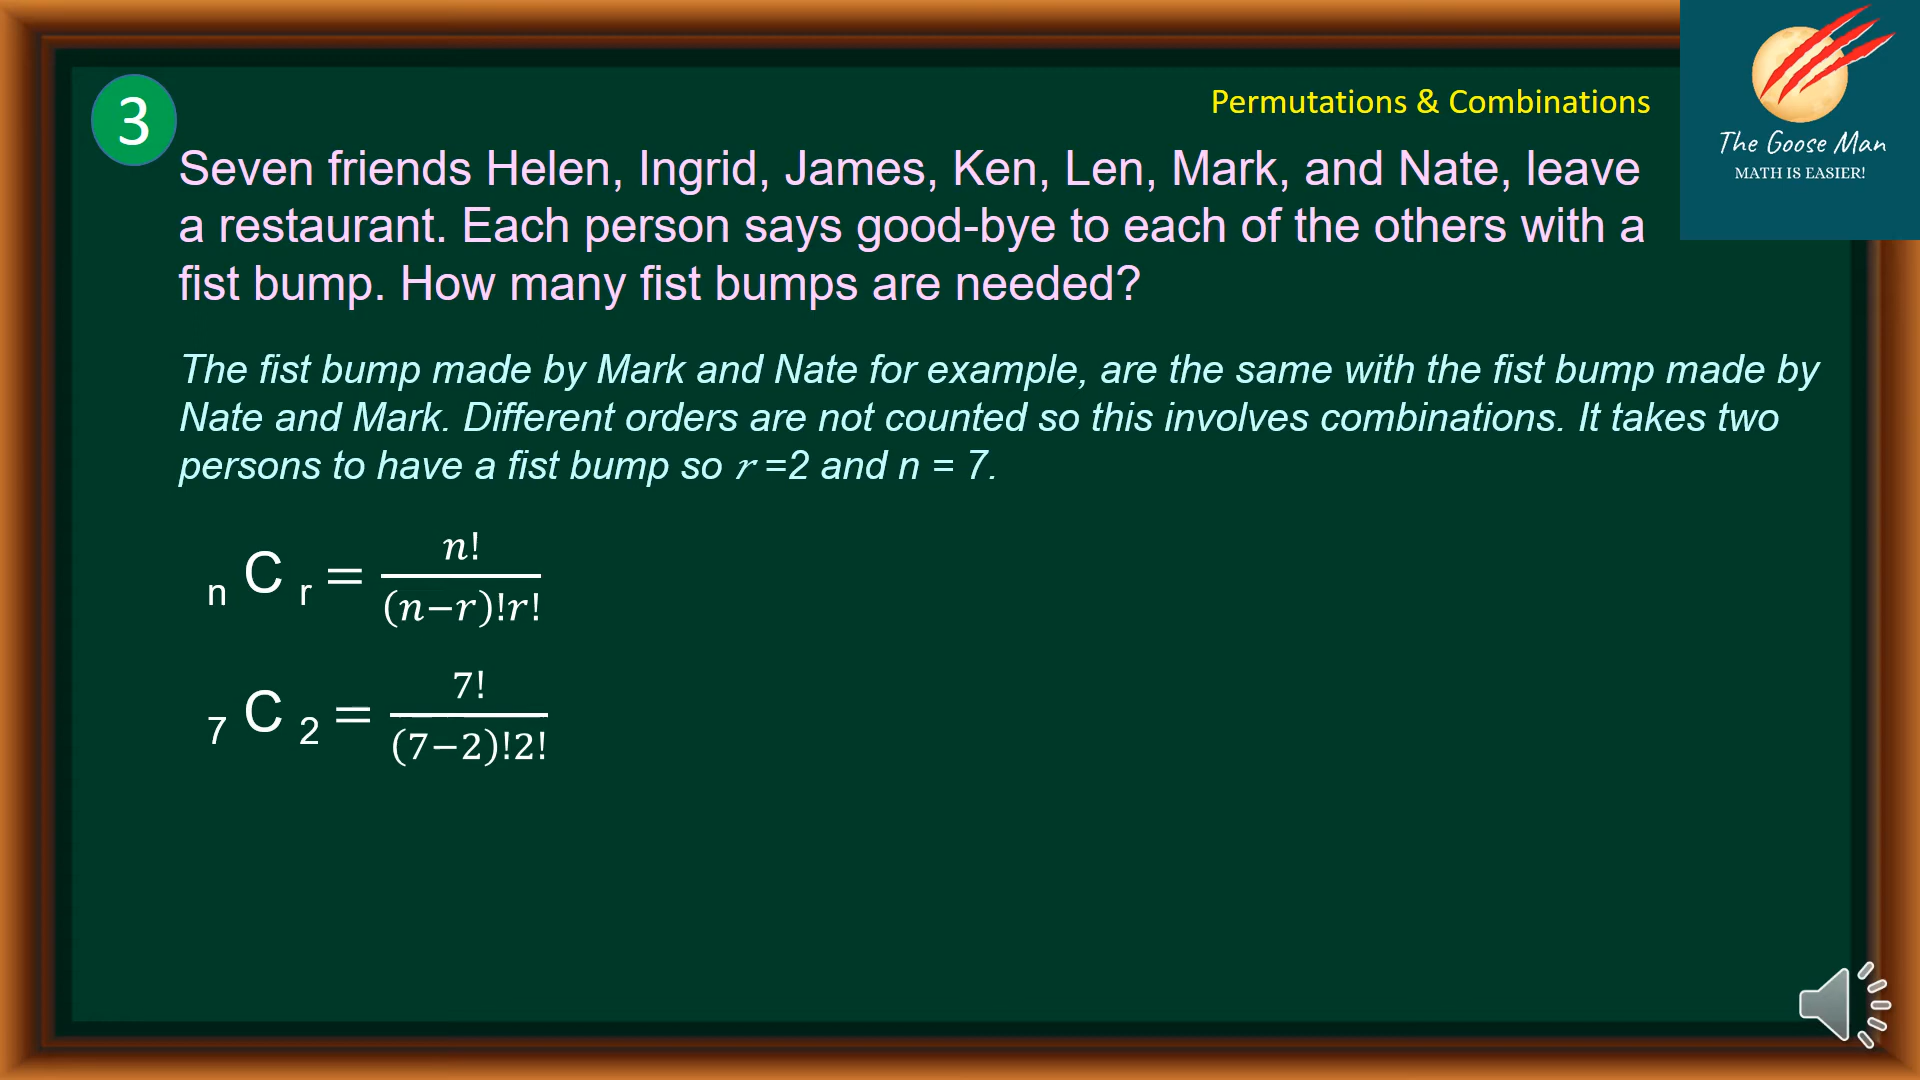 3
Permutations & Combinations
The Goose Man
MATH IS EASIER!
Seven friends Helen, Ingrid, James, Ken, Len, Mark, and Nate, leave
a restaurant. Each person says good-bye to each of the others with a
fist bump. How many fist bumps are needed?
The fist bump made by Mark and Nate for example, are the same with the fist bump made by
Nate and Mark. Different orders are not counted so this involves combinations. It takes two
persons to have a fist bump so r =2 and n = 7.
n C r = n! / (n−r)!r!
7 C 2 = 7! / (7−2)!2!